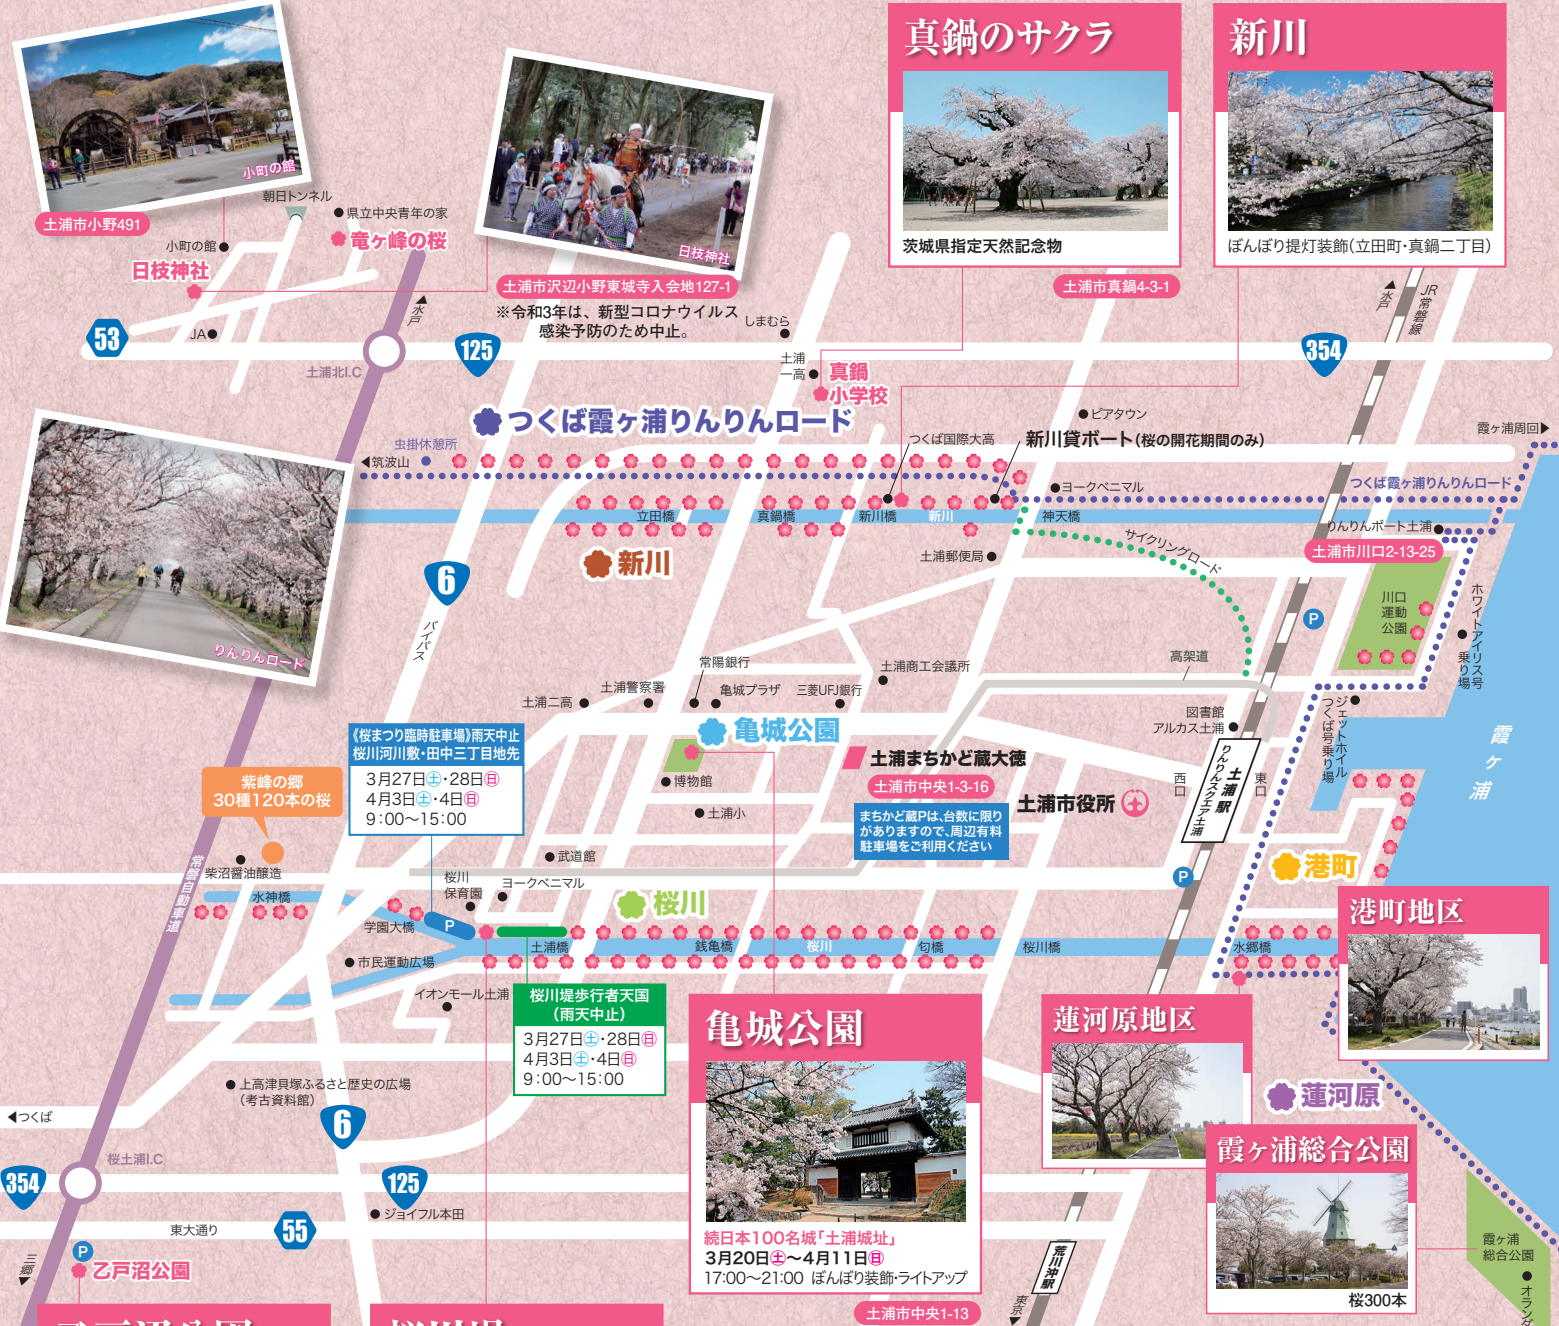 真鍋のサクラ
茨城県指定天然記念物
土浦市真鍋4-3-1
新川
ぼんぼり提灯装飾(立田町・真鍋二丁目)
小町の館
土浦市小野491
朝日トンネル
県立中央青年の家
竜ヶ峰の桜
小町の館
日枝神社
JA
53
水戸
土浦北I.C
日枝神社
土浦市沢辺小野東城寺入会地127-1
※令和3年は、新型コロナウイルス
感染予防のため中止。
しまむら
125
土浦
一高
真鍋
小学校
水戸
JR常磐線
354
つくば霞ヶ浦りんりんロード
虫掛休憩所
◀筑波山
つくば国際大高
ピアタウン
新川貸ボート(桜の開花期間のみ)
霞ヶ浦周回▶
ヨークベニマル
つくば霞ヶ浦りんりんロード
立田橋
真鍋橋
新川橋
新川
神天橋
りんりんポート土浦
土浦市川口2-13-25
りんりんロード
新川
6
バイパス
土浦郵便局
サイクリングロード
川口
運動
公園
ホワイトアイリス号
乗り場
P
高架道
常陽銀行
土浦商工会議所
土浦警察署
亀城プラザ
三菱UFJ銀行
土浦二高
亀城公園
博物館
土浦まちかど蔵大徳
土浦市中央1-3-16
まちかど蔵Pは、台数に限り
がありますので、周辺有料
駐車場をご利用ください
土浦市役所
図書館
アルカス土浦
西口
土浦駅
りんりんスクエア土浦
東口
ジェットホイル
つくば号乗り場
霞ヶ浦
《桜まつり臨時駐車場》雨天中止
桜川河川敷・田中三丁目地先
3月27日㊏・28日㊐
4月3日㊏・4日㊐
9:00〜15:00
紫峰の郷
30種120本の桜
柴沼醤油醸造
常磐自動車道
水神橋
土浦小
武道館
桜川
保育園
ヨークベニマル
桜川
P
港町
学園大橋
P
土浦橋
銭亀橋
桜川
匂橋
桜川橋
水郷橋
市民運動広場
イオンモール土浦
桜川堤歩行者天国
(雨天中止)
3月27日㊏・28日㊐
4月3日㊏・4日㊐
9:00〜15:00
港町地区
蓮河原地区
蓮河原
亀城公園
続日本100名城「土浦城址」
3月20日㊏〜4月11日㊐
17:00〜21:00 ぼんぼり装飾・ライトアップ
土浦市中央1-13
霞ヶ浦総合公園
桜300本
霞ヶ浦
総合公園
オランダ
上高津貝塚ふるさと歴史の広場
(考古資料館)
◀つくば
6
桜土浦I.C
354
125
東大通り
55
ジョイフル本田
三郷
P
乙戸沼公園
荒川沖駅
東京